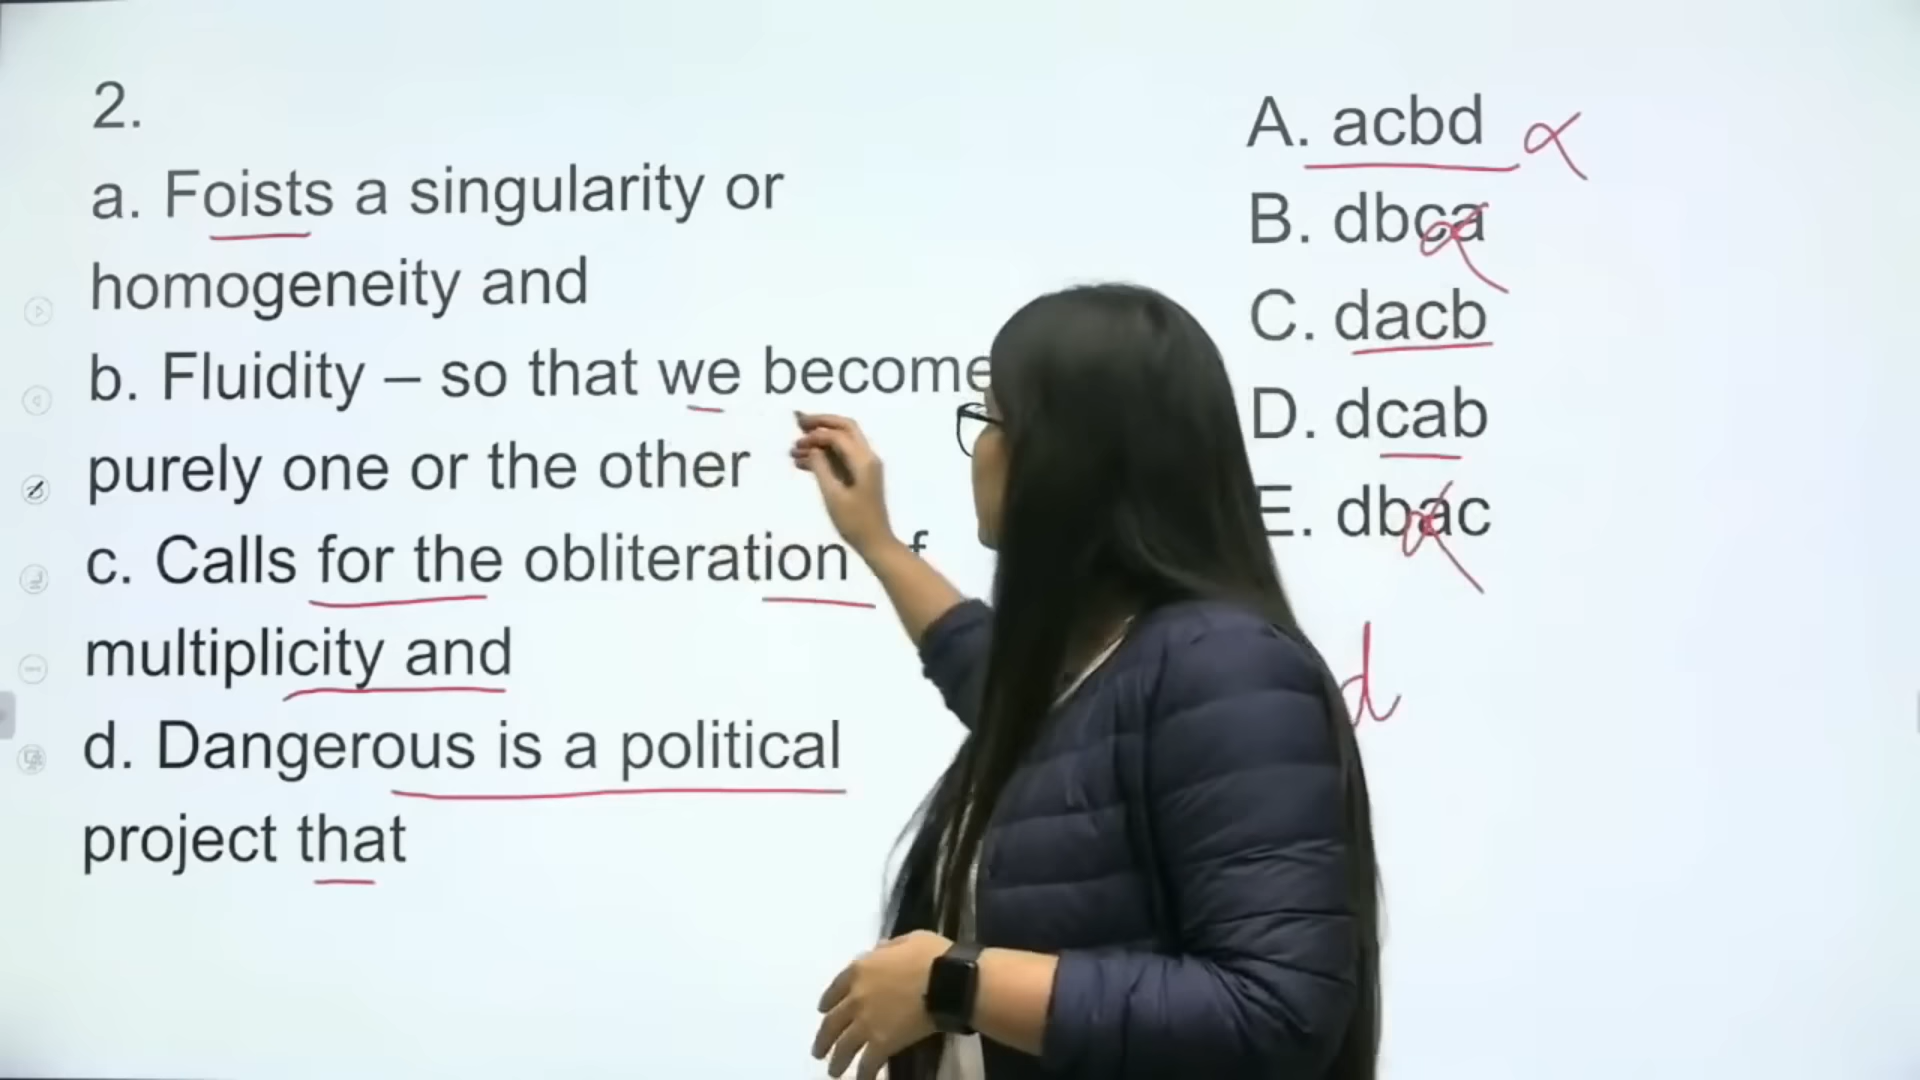 2.
a. Foists a singularity or
homogeneity and
b. Fluidity – so that we become
purely one or the other
c. Calls for the obliteration
multiplicity and
d. Dangerous is a political
project that
A. acbd
B. dbca
C. dacb
D. dcab
E. dbac
d